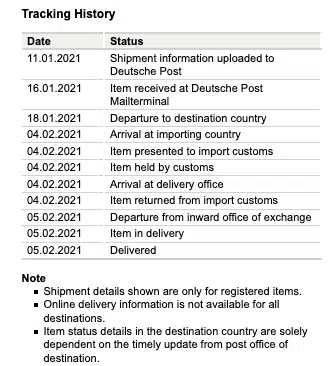 Tracking History
Date Status
11.01.2021 Shipment information uploaded to
Deutsche Post
16.01.2021 Item received at Deutsche Post
Mailterminal
18.01.2021 Departure to destination country
04.02.2021 Arrival at importing country
04.02.2021 Item presented to import customs
04.02.2021 Item held by customs
04.02.2021 Arrival at delivery office
04.02.2021 Item returned from import customs
05.02.2021 Departure from inward office of exchange
05.02.2021 Item in delivery
05.02.2021 Delivered
Note
Shipment details shown are only for registered items.
Online delivery information is not available for all
destinations.
Item status details in the destination country are solely
dependent on the timely update from post office of
destination.